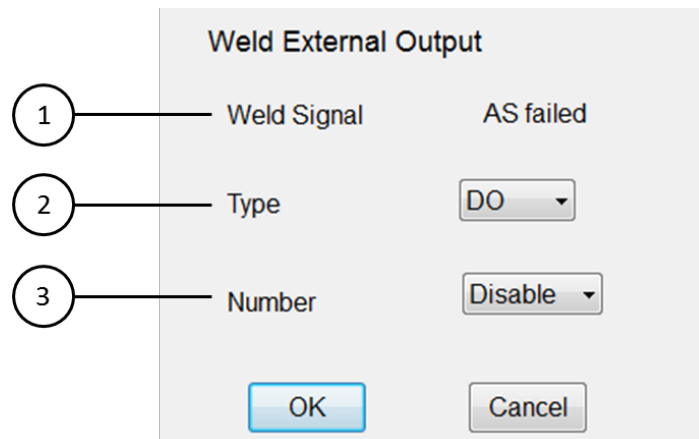 Weld External Output
1 Weld Signal AS failed
2 Type DO
3 Number Disable
OK Cancel